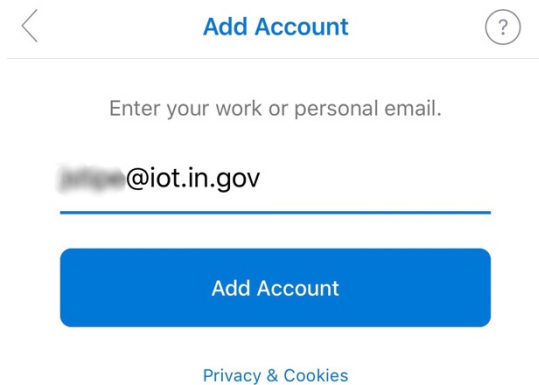 Add Account
?
Enter your work or personal email.
@iot.in.gov
Add Account
Privacy & Cookies